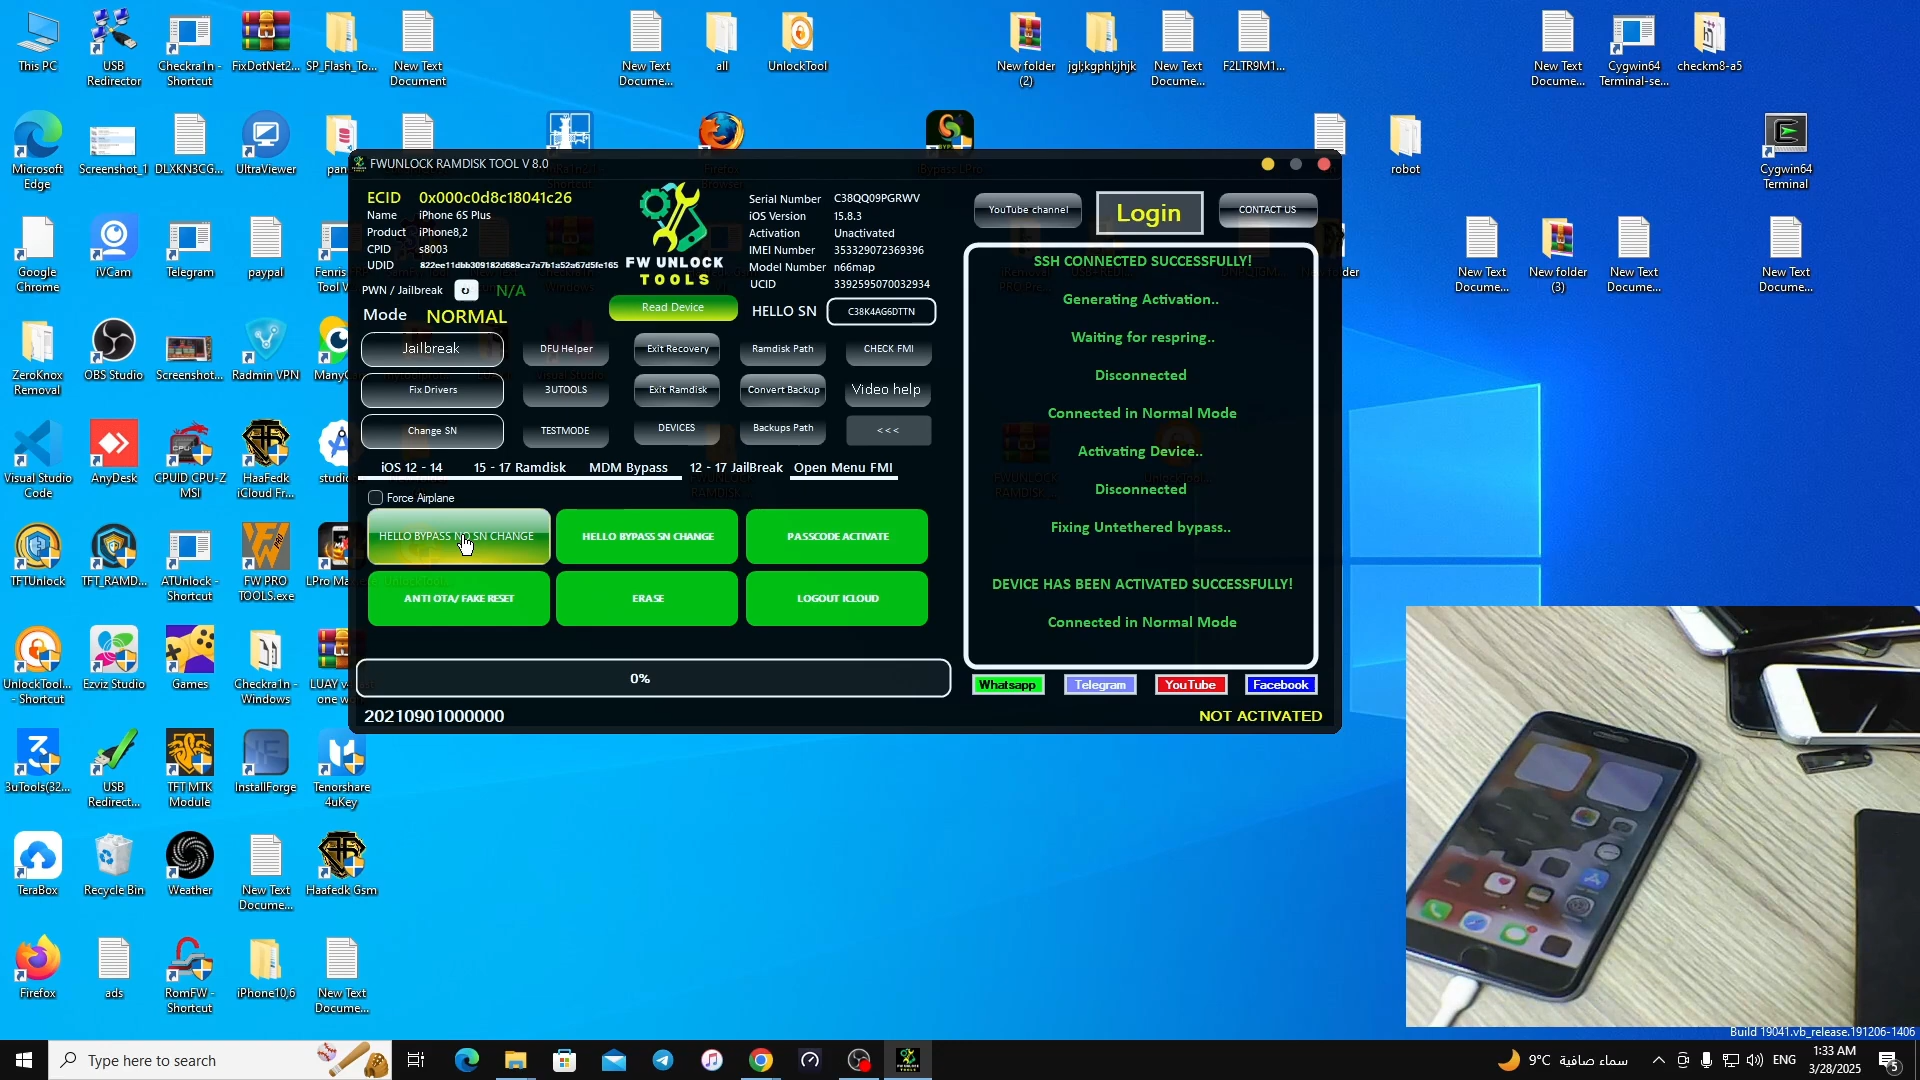 This PC
USB Redirector
Checkra1n - Shortcut
FixDotNet2...
SP_Flash_To...
New Text Document
New Text Docume...
all
UnlockTool
New folder (2)
jgl;kgphl;jhjk
New Text Docume...
F2LTR9M1...
New Text Docume...
Cygwin64 Terminal-se...
checkm8-a5
Microsoft Edge
Screenshot_1
DLXKN3CG...
UltraViewer
pan
robot
Cygwin64 Terminal
Google Chrome
iVCam
Telegram
paypal
New Text Docume...
New folder (3)
New Text Docume...
New Text Docume...
ZeroKnox Removal
OBS Studio
Screenshot...
Radmin VPN
ManyC
Visual Studio Code
AnyDesk
CPUID CPU-Z MSI
HaaFedk iCloud Fr...
studio
TFTUnlock
TFT_RAMD...
ATUnlock - Shortcut
FW PRO TOOLS.exe
LPro Ma
UnlockTool... - Shortcut
Ezviz Studio
Games
Checkra1n - Windows
LUAY v
one w
3uTools(32...
USB Redirect...
TFT MTK Module
InstallForge
Tenorshare 4uKey
TeraBox
Recycle Bin
Weather
New Text Docume...
Haafedk Gsm
Firefox
ads
RomFW - Shortcut
iPhone10,6
New Text Docume...
FWUNLOCK RAMDISK TOOL V 8.0
ECID 0x000c0d8c18041c26
Name iPhone 6S Plus
Product iPhone8,2
CPID s8003
UDID 822ec11dbb309182d689ca7a7b1a52a67d5fe165
PWN / Jailbreak N/A
Mode NORMAL
FW UNLOCK
TOOLS
Read Device
Serial Number C38QQ09PGRWV
iOS Version 15.8.3
Activation Unactivated
IMEI Number 353329072369396
Model Number n66map
UCID 3392595070032934
HELLO SN C38K4AG6DTTN
YouTube channel
Login
CONTACT US
Jailbreak
DFU Helper
Exit Recovery
Ramdisk Path
CHECK FMI
Fix Drivers
3UTOOLS
Exit Ramdisk
Convert Backup
Video help
Change SN
TESTMODE
DEVICES
Backups Path
<<<
iOS 12 - 14
15 - 17 Ramdisk
MDM Bypass
12 - 17 JailBreak
Open Menu FMI
Force Airplane
HELLO BYPASS NO SN CHANGE
HELLO BYPASS SN CHANGE
PASSCODE ACTIVATE
ANTI OTA/ FAKE RESET
ERASE
LOGOUT ICLOUD
0%
20210901000000
SSH CONNECTED SUCCESSFULLY!
Generating Activation..
Waiting for respring..
Disconnected
Connected in Normal Mode
Activating Device..
Disconnected
Fixing Untethered bypass..
DEVICE HAS BEEN ACTIVATED SUCCESSFULLY!
Connected in Normal Mode
Whatsapp
Telegram
YouTube
Facebook
NOT ACTIVATED
Build 19041.vb_release.191206-1406
Type here to search
9°C سماء صافية
ENG
1:33 AM
3/28/2025
5